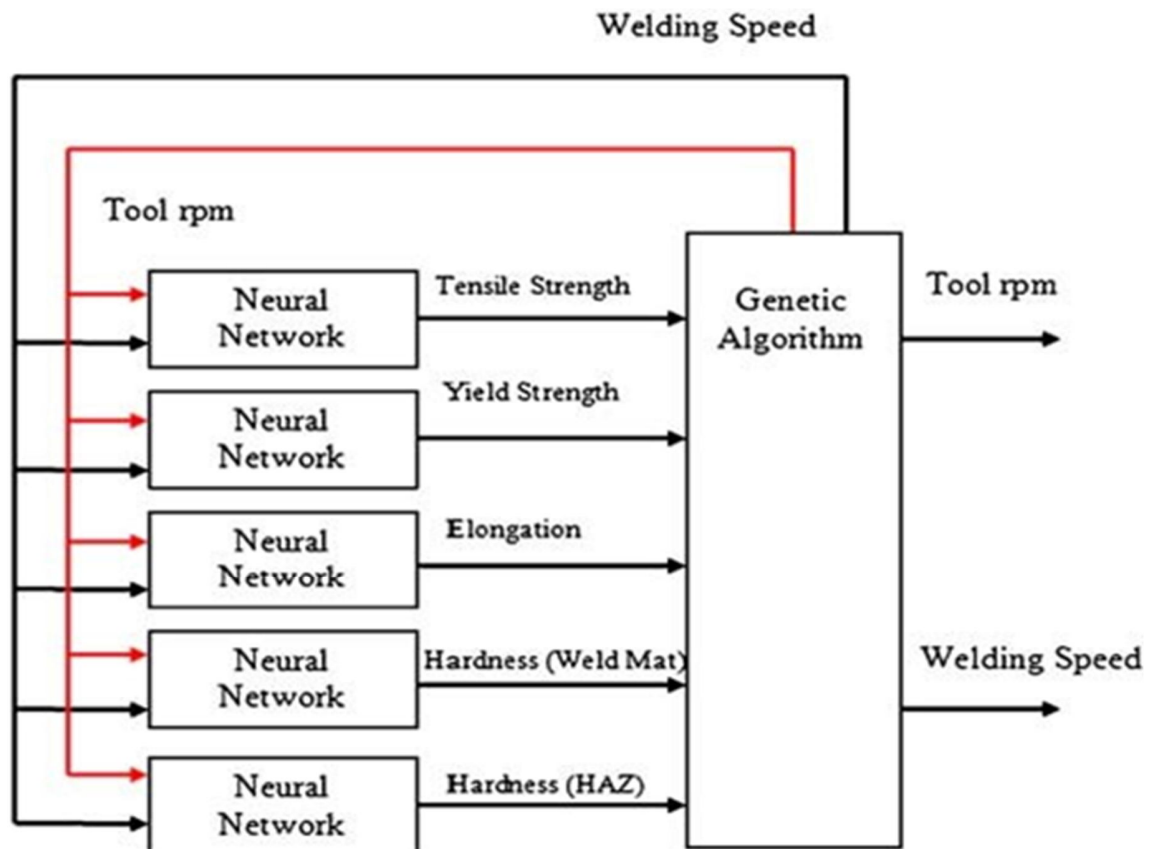 Welding Speed
Tool rpm
Neural
Network
Tensile Strength
Genetic
Algorithm
Tool rpm
Neural
Network
Yield Strength
Neural
Network
Elongation
Neural
Network
Hardness (Weld Mat)
Welding Speed
Neural
Network
Hardness (HAZ)